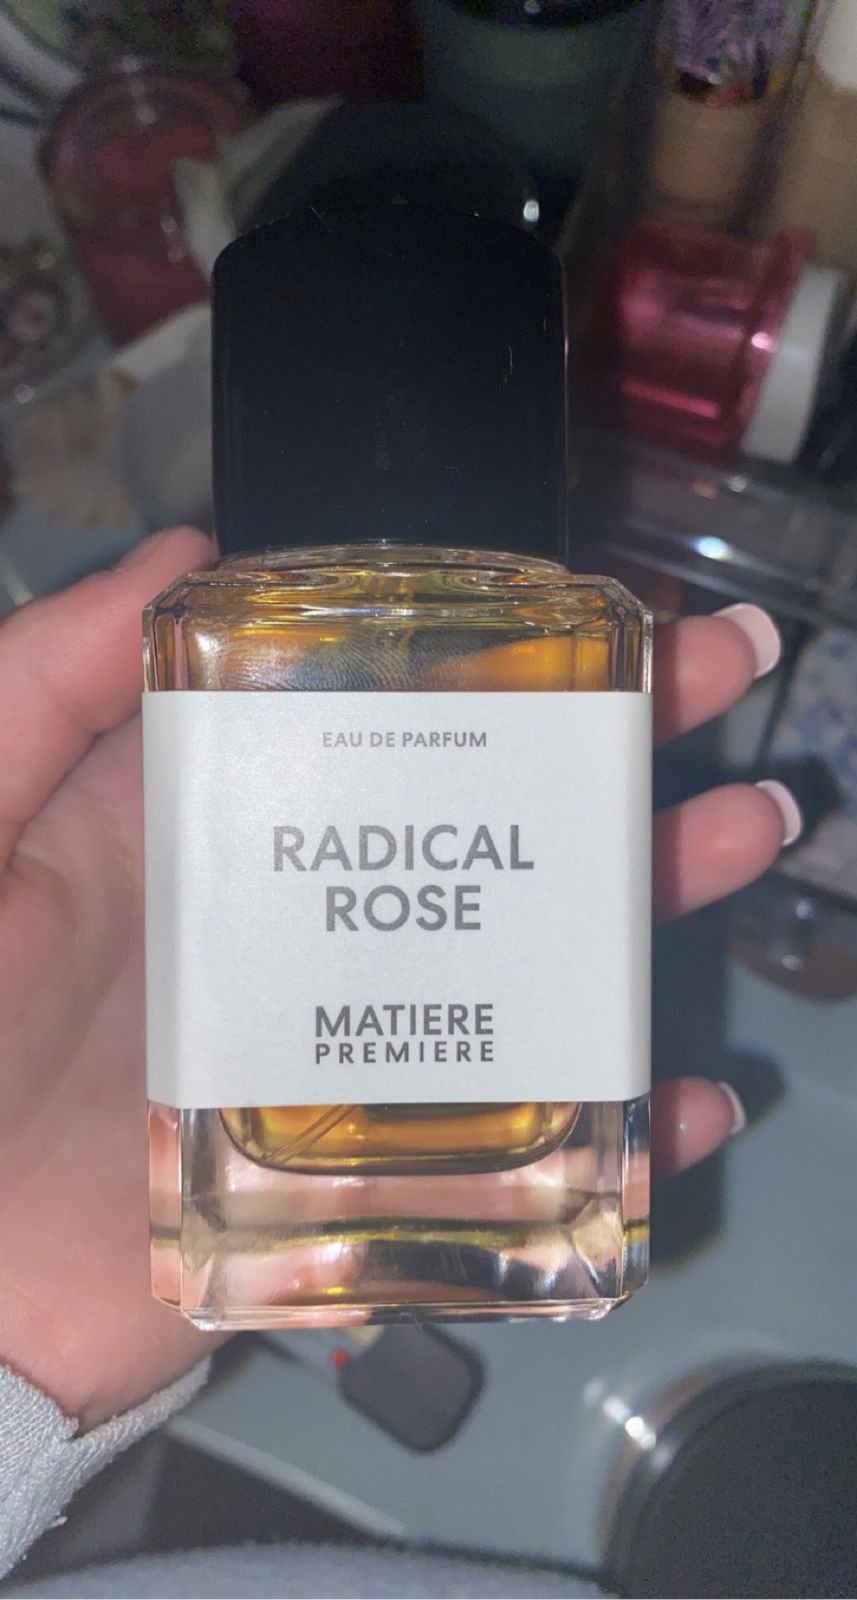 EAU DE PARFUM
RADICAL
ROSE
MATIERE
PREMIERE